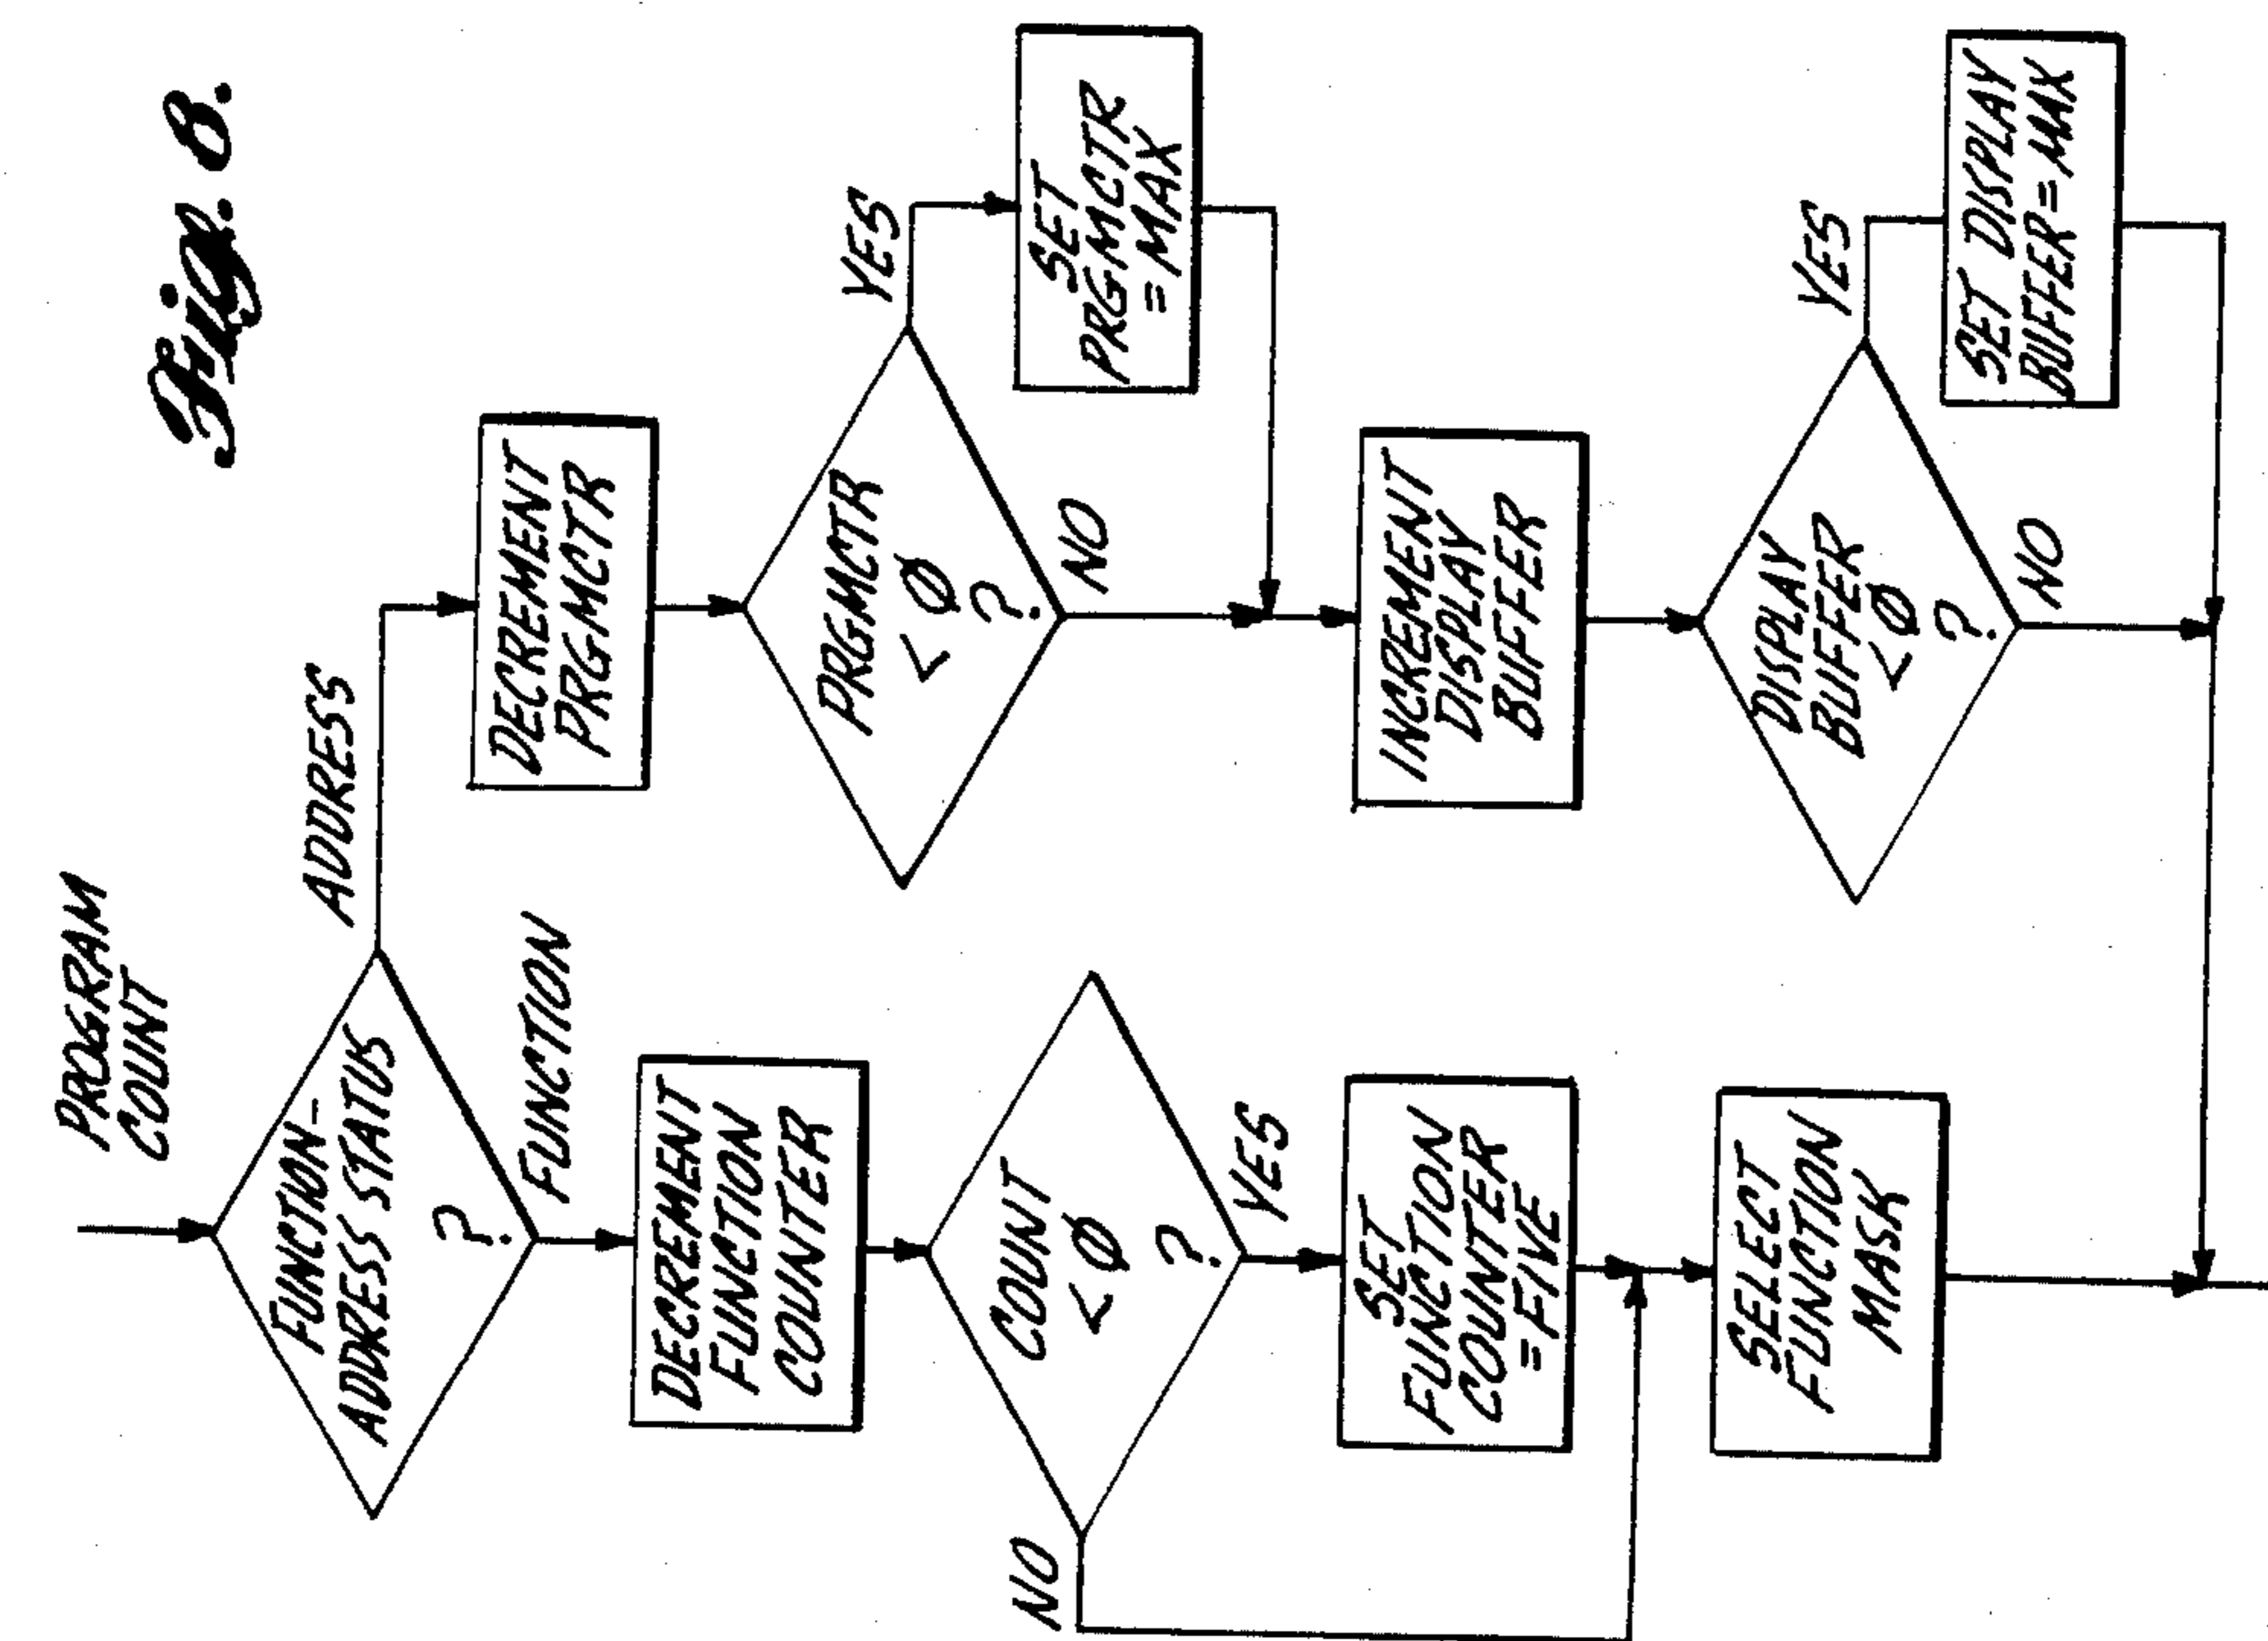 Fig. 8.
PROGRAM
COUNT
FUNCTION-
ADDRESS STATUS
?
ADDRESS
FUNCTION
DECREMENT
FUNCTION
COUNTER
COUNT
<Ø
?
NO
YES
SET
FUNCTION
COUNTER
=FIVE
SELECT
FUNCTION
MASK
DECREMENT
PRGMCTR
PRGMCTR
<Ø
?
YES
NO
SET
PRGMCTR
=MAX
INCREMENT
DISPLAY
BUFFER
DISPLAY
BUFFER
<Ø
?
YES
NO
SET DISPLAY
BUFFER=MAX